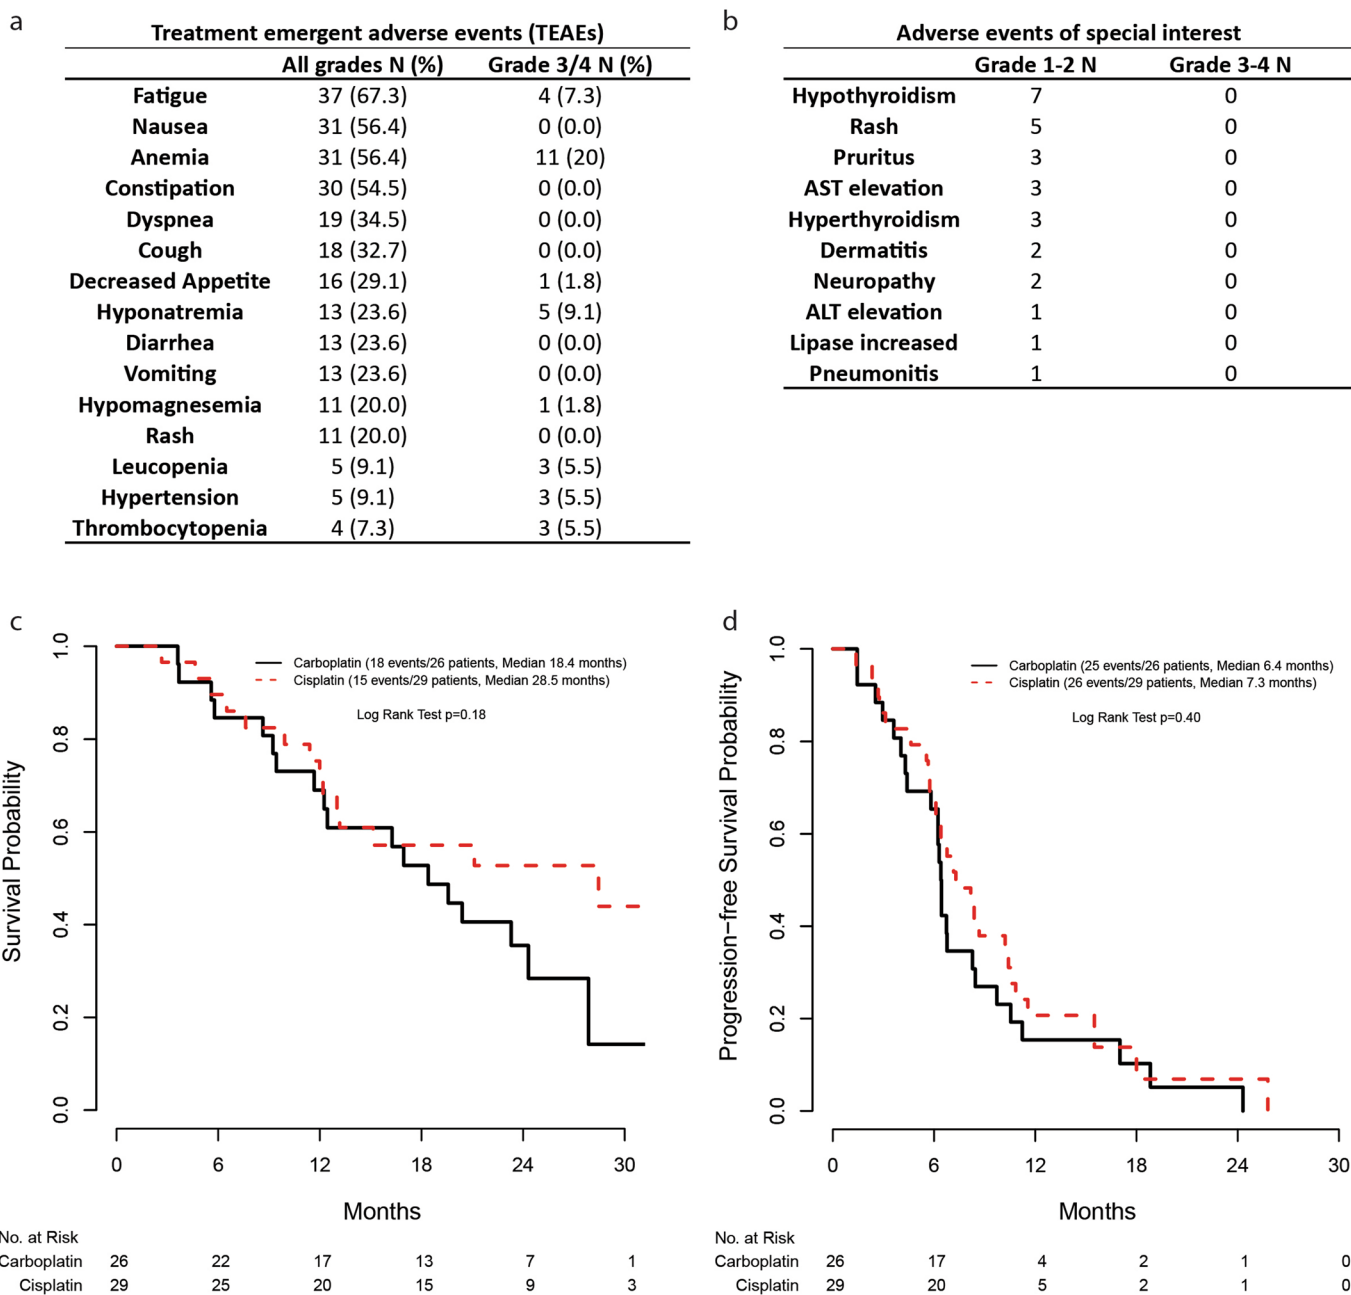 a
Treatment emergent adverse events (TEAEs)
All grades N (%) Grade 3/4 N (%)
Fatigue 37 (67.3) 4 (7.3)
Nausea 31 (56.4) 0 (0.0)
Anemia 31 (56.4) 11 (20)
Constipation 30 (54.5) 0 (0.0)
Dyspnea 19 (34.5) 0 (0.0)
Cough 18 (32.7) 0 (0.0)
Decreased Appetite 16 (29.1) 1 (1.8)
Hyponatremia 13 (23.6) 5 (9.1)
Diarrhea 13 (23.6) 0 (0.0)
Vomiting 13 (23.6) 0 (0.0)
Hypomagnesemia 11 (20.0) 1 (1.8)
Rash 11 (20.0) 0 (0.0)
Leucopenia 5 (9.1) 3 (5.5)
Hypertension 5 (9.1) 3 (5.5)
Thrombocytopenia 4 (7.3) 3 (5.5)
b
Adverse events of special interest
Grade 1-2 N Grade 3-4 N
Hypothyroidism 7 0
Rash 5 0
Pruritus 3 0
AST elevation 3 0
Hyperthyroidism 3 0
Dermatitis 2 0
Neuropathy 2 0
ALT elevation 1 0
Lipase increased 1 0
Pneumonitis 1 0
c
Survival Probability
1.0
0.8
0.6
0.4
0.2
0.0
Carboplatin (18 events/26 patients, Median 18.4 months)
Cisplatin (15 events/29 patients, Median 28.5 months)
Log Rank Test p=0.18
0 6 12 18 24 30
Months
No. at Risk
Carboplatin 26 22 17 13 7 1
Cisplatin 29 25 20 15 9 3
d
Progression-free Survival Probability
1.0
0.8
0.6
0.4
0.2
0.0
Carboplatin (25 events/26 patients, Median 6.4 months)
Cisplatin (26 events/29 patients, Median 7.3 months)
Log Rank Test p=0.40
0 6 12 18 24 30
Months
No. at Risk
Carboplatin 26 17 4 2 1 0
Cisplatin 29 20 5 2 1 0